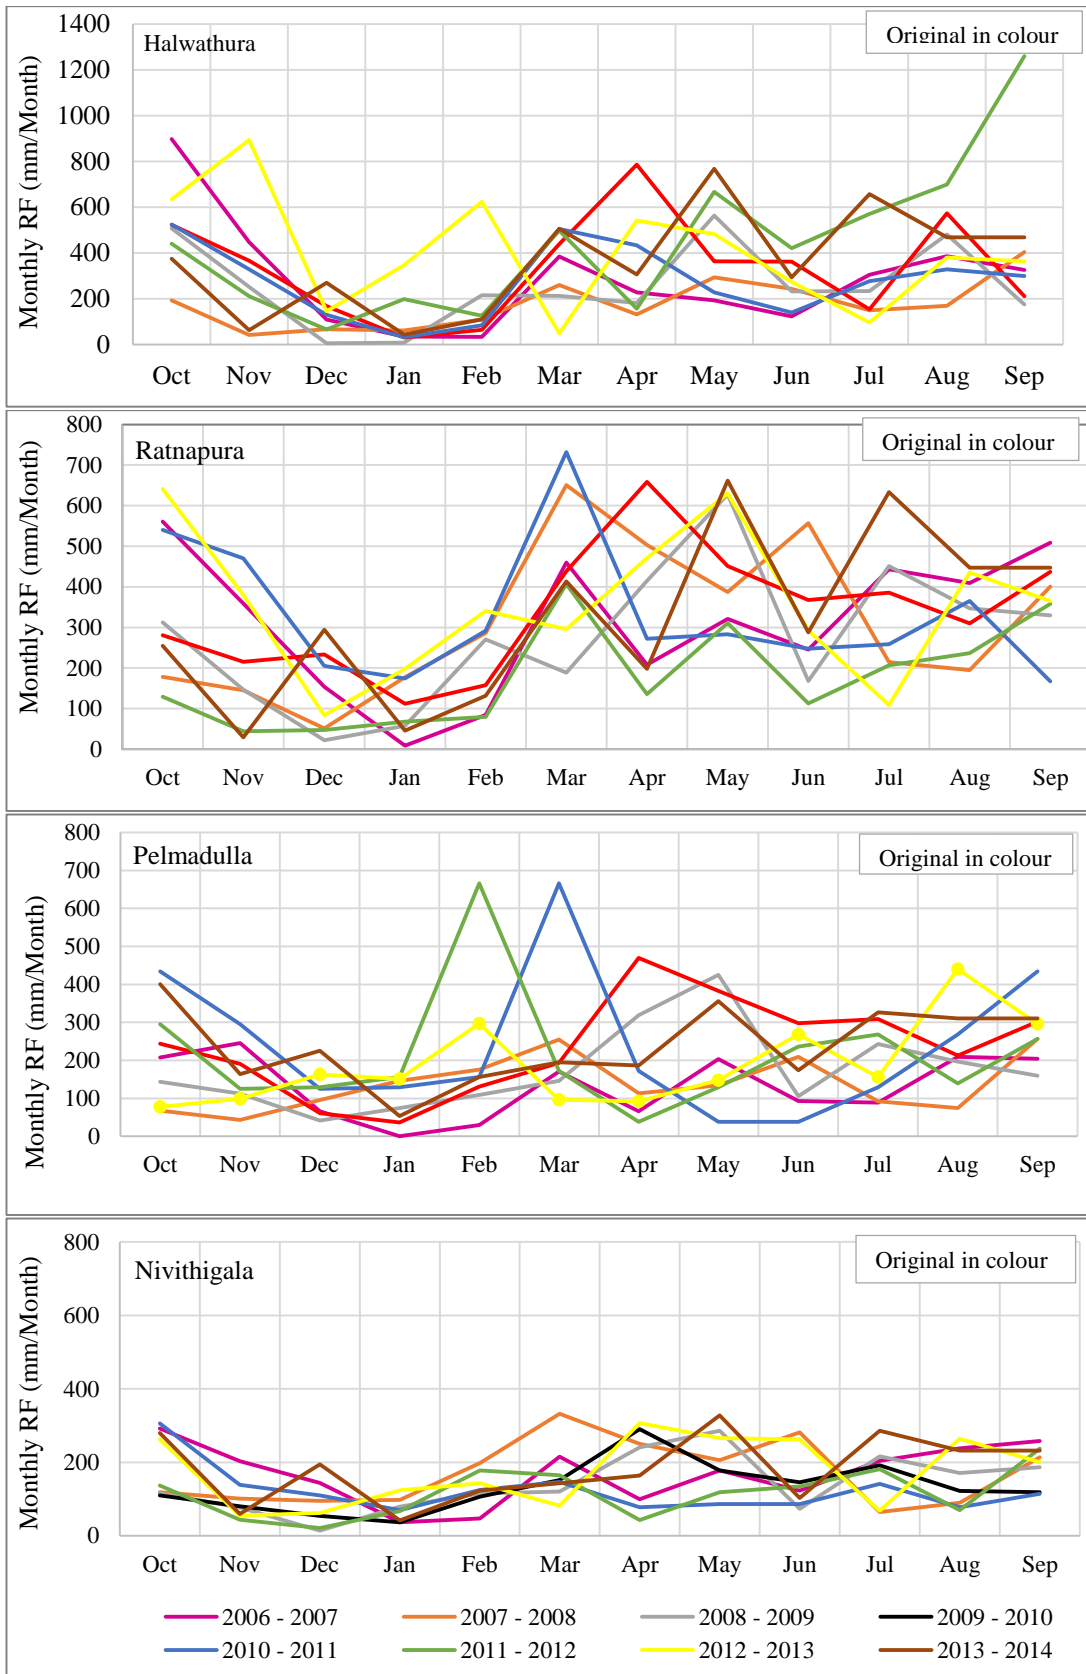 Halwathura
Original in colour
Monthly RF (mm/Month)
1400
1200
1000
800
600
400
200
0
Oct Nov Dec Jan Feb Mar Apr May Jun Jul Aug Sep
Ratnapura
Original in colour
Monthly RF (mm/Month)
800
700
600
500
400
300
200
100
0
Oct Nov Dec Jan Feb Mar Apr May Jun Jul Aug Sep
Pelmadulla
Original in colour
Monthly RF (mm/Month)
800
700
600
500
400
300
200
100
0
Oct Nov Dec Jan Feb Mar Apr May Jun Jul Aug Sep
Nivithigala
Original in colour
Monthly RF (mm/Month)
800
600
400
200
0
Oct Nov Dec Jan Feb Mar Apr May Jun Jul Aug Sep
2006 - 2007 2007 - 2008 2008 - 2009 2009 - 2010
2010 - 2011 2011 - 2012 2012 - 2013 2013 - 2014